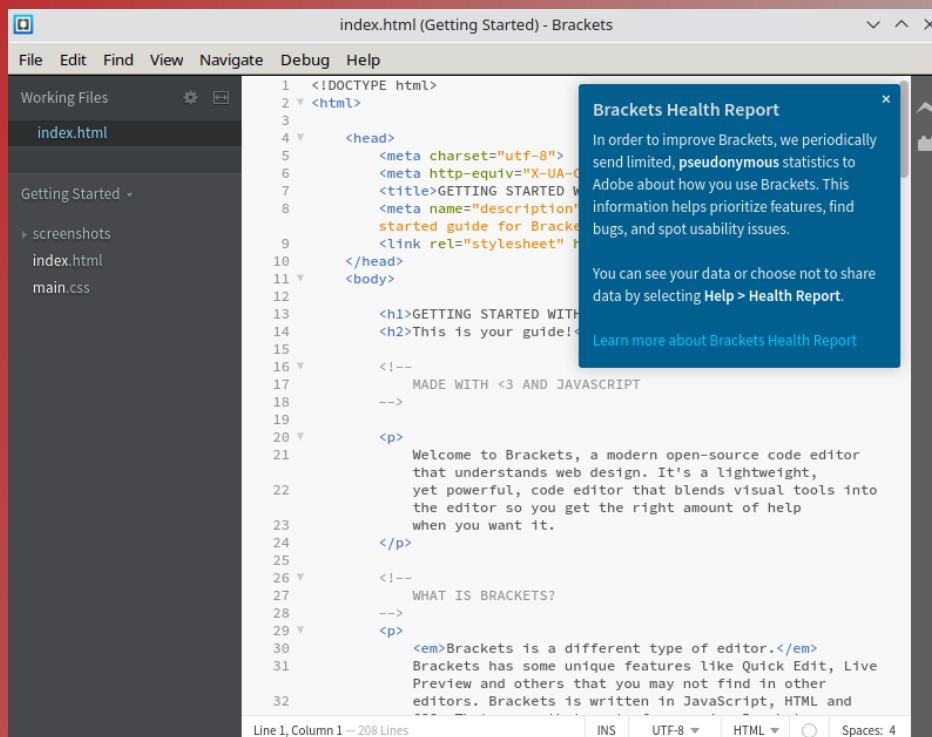 index.html (Getting Started) - Brackets
File Edit Find View Navigate Debug Help
Working Files
index.html
Getting Started
screenshots
index.html
main.css
1 <!DOCTYPE html>
2 <html>
3
4 <head>
5 <meta charset="utf-8">
6 <meta http-equiv="X-UA-
7 <title>GETTING STARTED
8 <meta name="description"
started guide for Bracke
9 <link rel="stylesheet" h
10 </head>
11 <body>
12
13 <h1>GETTING STARTED WITH
14 <h2>This is your guide!<
15
16 <!--
17 MADE WITH <3 AND JAVASCRIPT
18 -->
19
20 <p>
21 Welcome to Brackets, a modern open-source code editor
that understands web design. It's a lightweight,
22 yet powerful, code editor that blends visual tools into
the editor so you get the right amount of help
23 when you want it.
24 </p>
25
26 <!--
27 WHAT IS BRACKETS?
28 -->
29 <p>
30 <em>Brackets is a different type of editor.</em>
31 Brackets has some unique features like Quick Edit, Live
Preview and others that you may not find in other
32 editors. Brackets is written in JavaScript, HTML and
Brackets Health Report
In order to improve Brackets, we periodically
send limited, pseudonymous statistics to
Adobe about how you use Brackets. This
information helps prioritize features, find
bugs, and spot usability issues.
You can see your data or choose not to share
data by selecting Help > Health Report.
Learn more about Brackets Health Report
Line 1, Column 1 — 208 Lines
INS UTF-8 HTML Spaces: 4